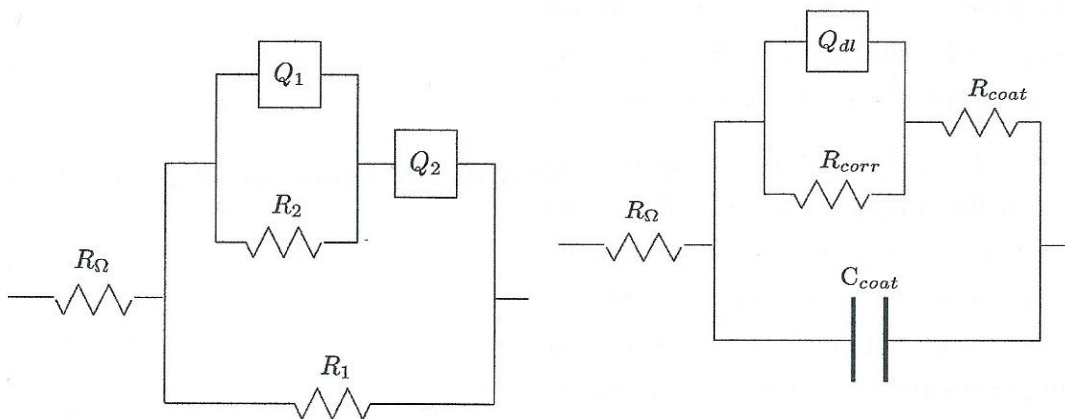 Q1
Q2
R2
RΩ
R1
Qdl
Rcoat
Rcorr
RΩ
Ccoat